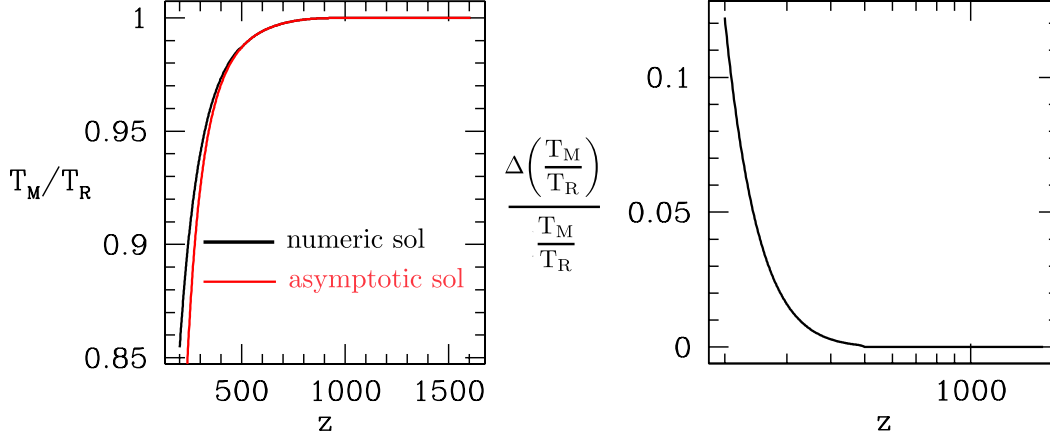 1
0.95
0.9
0.85
T_M/T_R
numeric sol
asymptotic sol
500 1000 1500
z
Δ(T_M/T_R)
T_M/T_R
0.1
0.05
0
1000
z